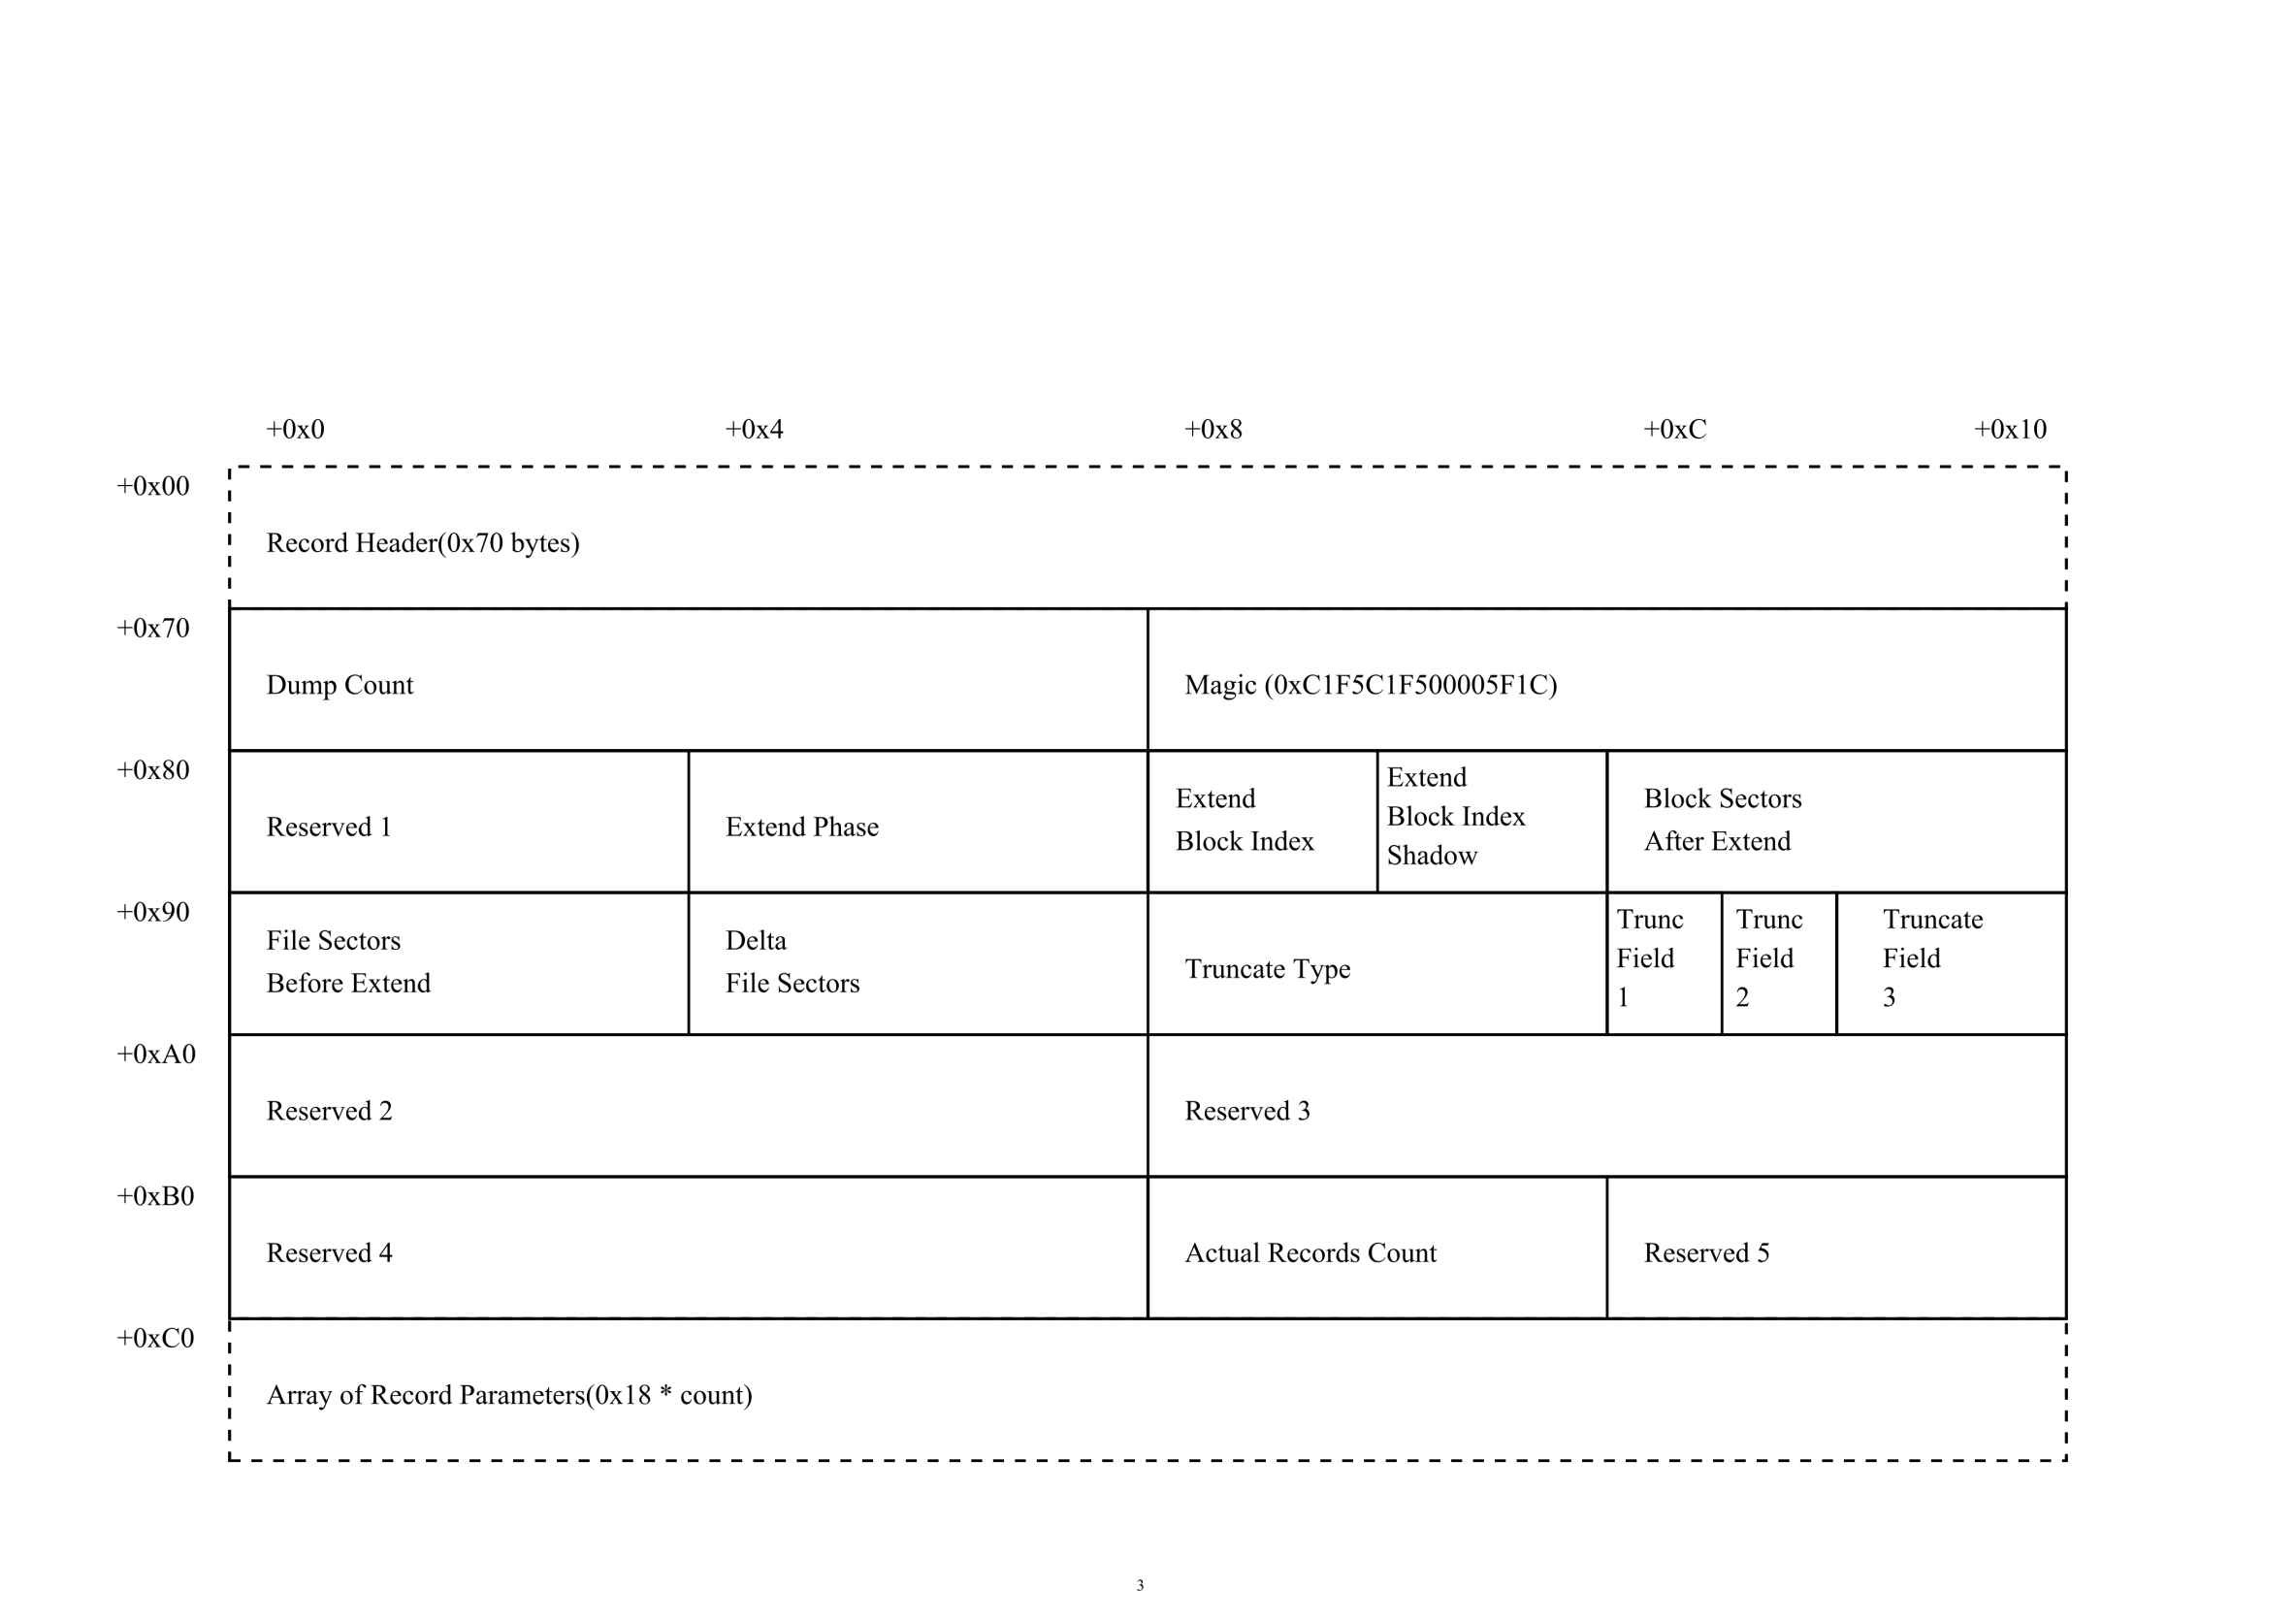 +0x0 +0x4 +0x8 +0xC +0x10
+0x00
Record Header(0x70 bytes)
+0x70
Dump Count
Magic (0xC1F5C1F500005F1C)
+0x80
Reserved 1
Extend Phase
Extend
Block Index
Extend
Block Index
Shadow
Block Sectors
After Extend
+0x90
File Sectors
Before Extend
Delta
File Sectors
Truncate Type
Trunc
Field
1
Trunc
Field
2
Truncate
Field
3
+0xA0
Reserved 2
Reserved 3
+0xB0
Reserved 4
Actual Records Count
Reserved 5
+0xC0
Array of Record Parameters(0x18 * count)
3